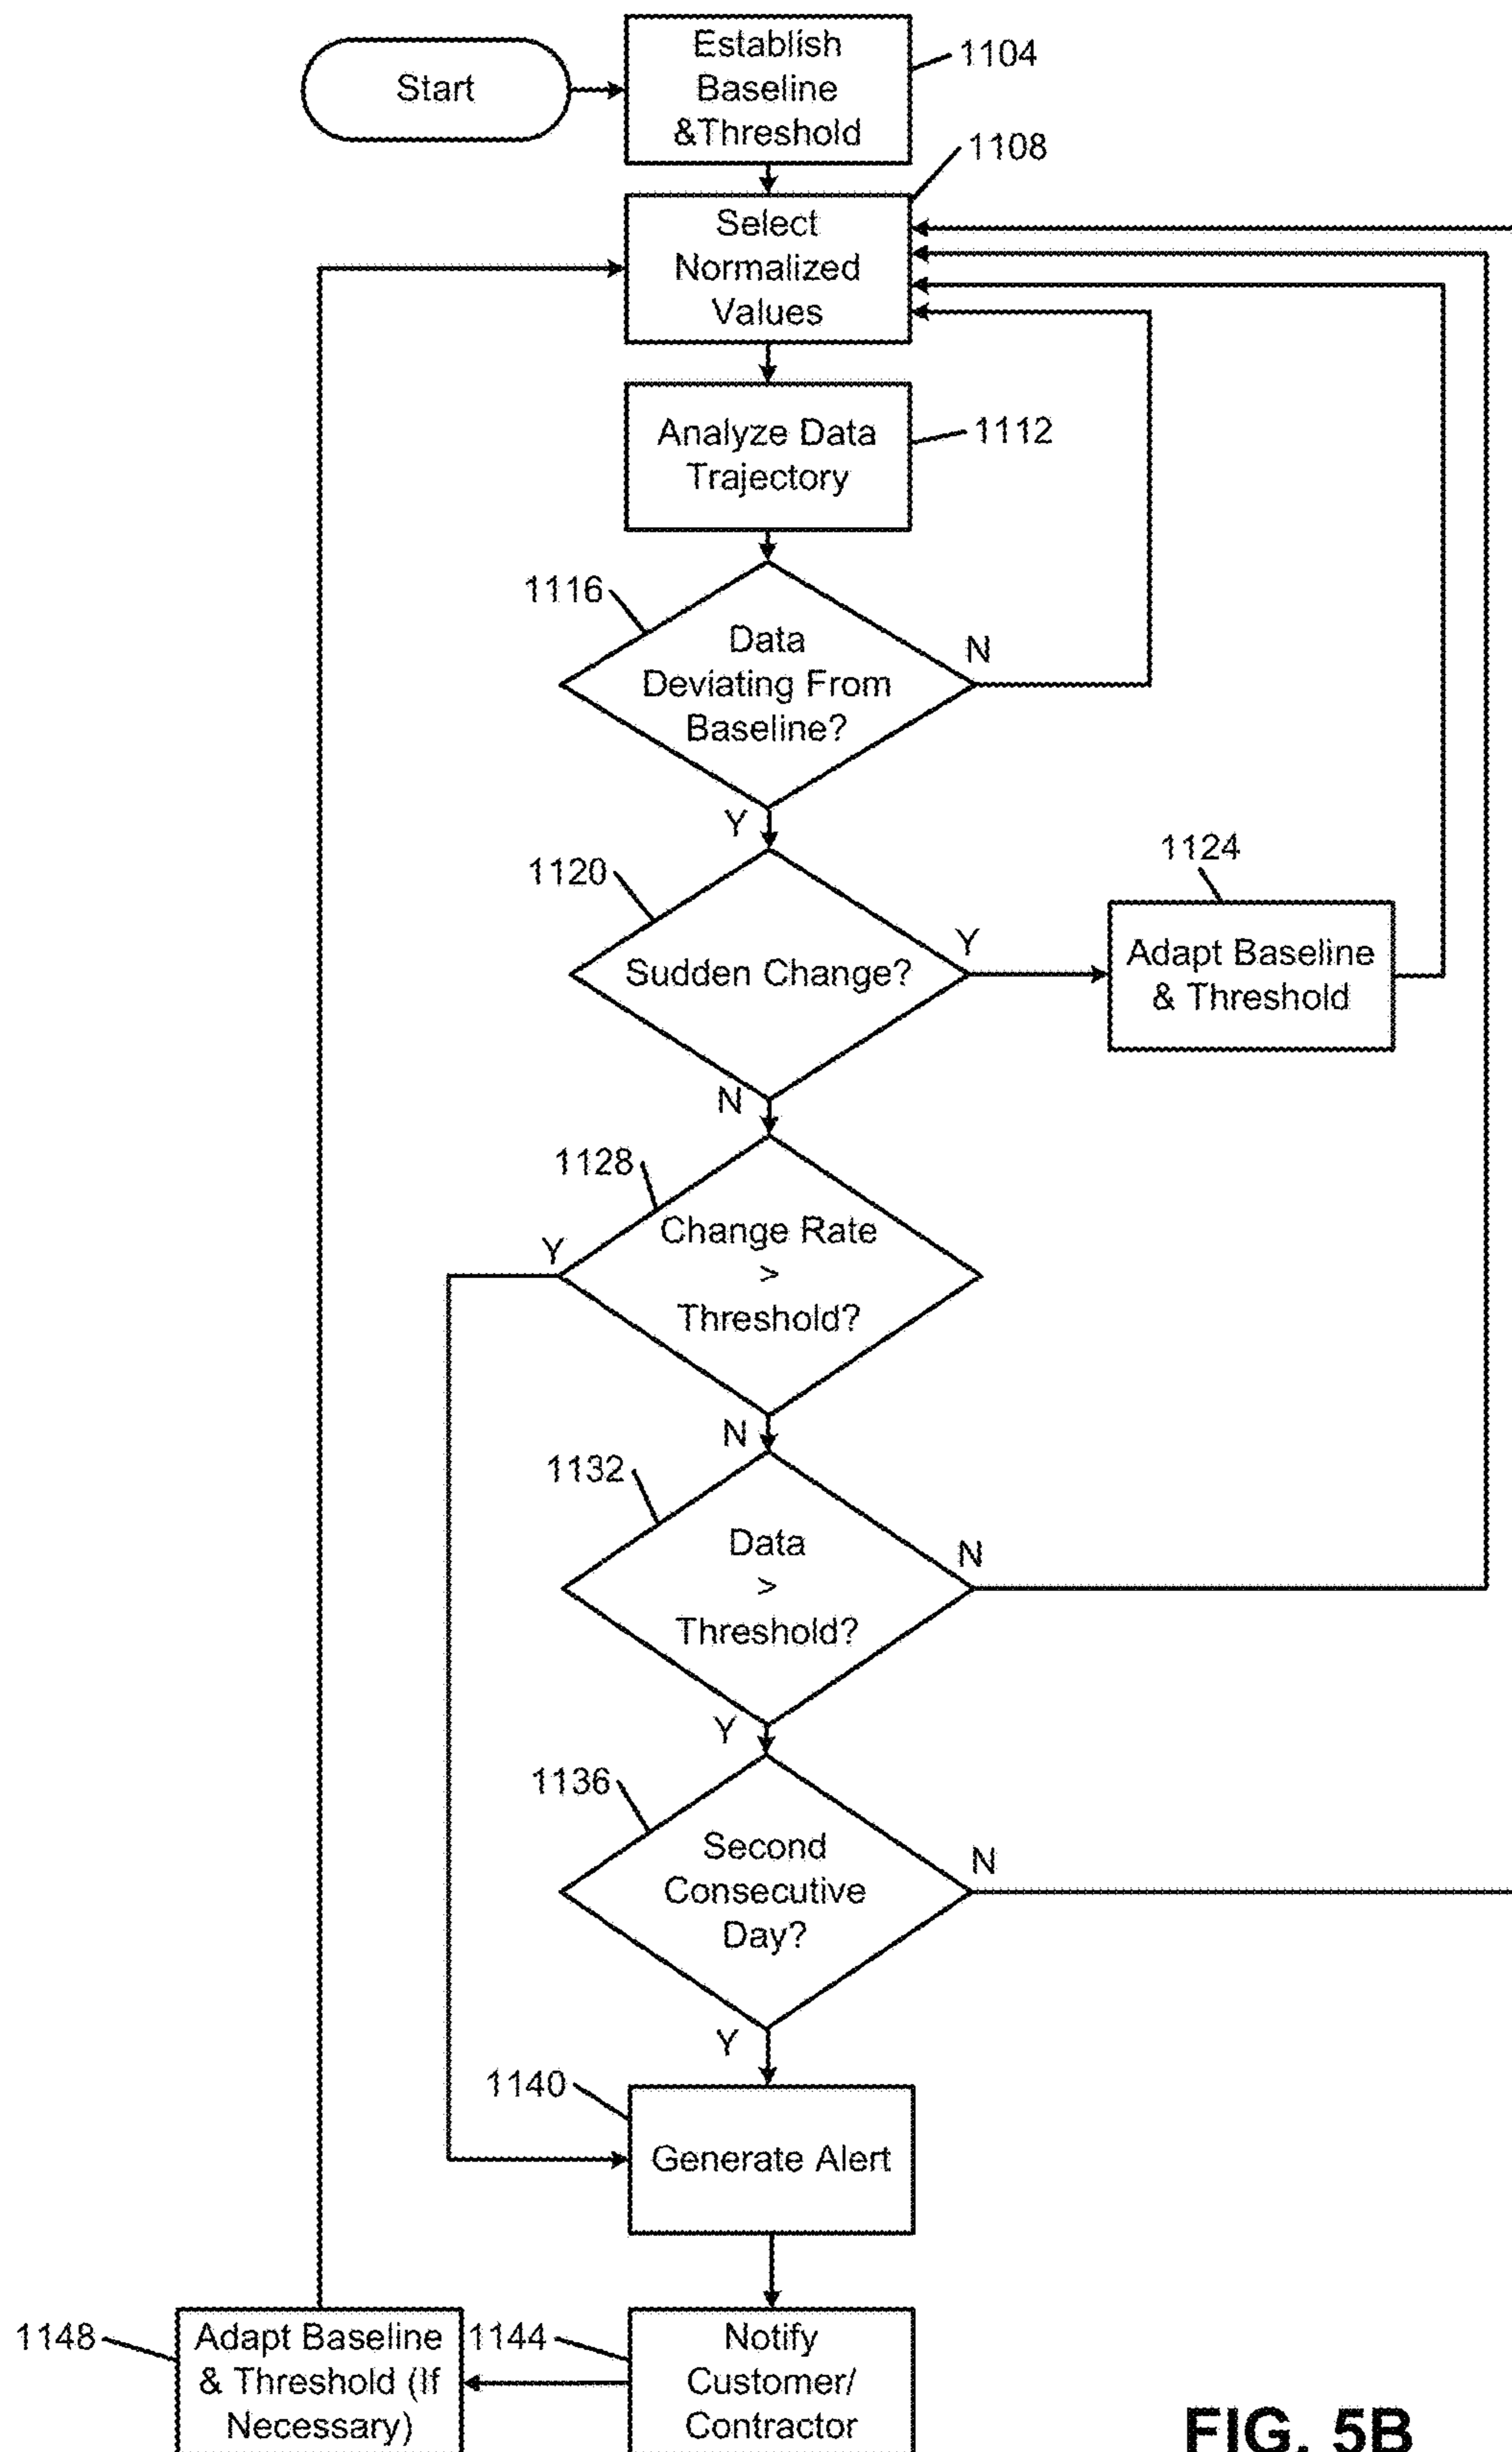 Start
Establish
Baseline
&Threshold
1104
1108
Select
Normalized
Values
Analyze Data
Trajectory
1112
1116
Data
Deviating From
Baseline?
N
Y
1120
Sudden Change?
Y
1124
Adapt Baseline
& Threshold
N
1128
Y
Change Rate
>
Threshold?
N
1132
Data
>
Threshold?
N
Y
1136
Second
Consecutive
Day?
N
Y
1140
Generate Alert
1148
Adapt Baseline
& Threshold (If
Necessary)
1144
Notify
Customer/
Contractor
FIG. 5B